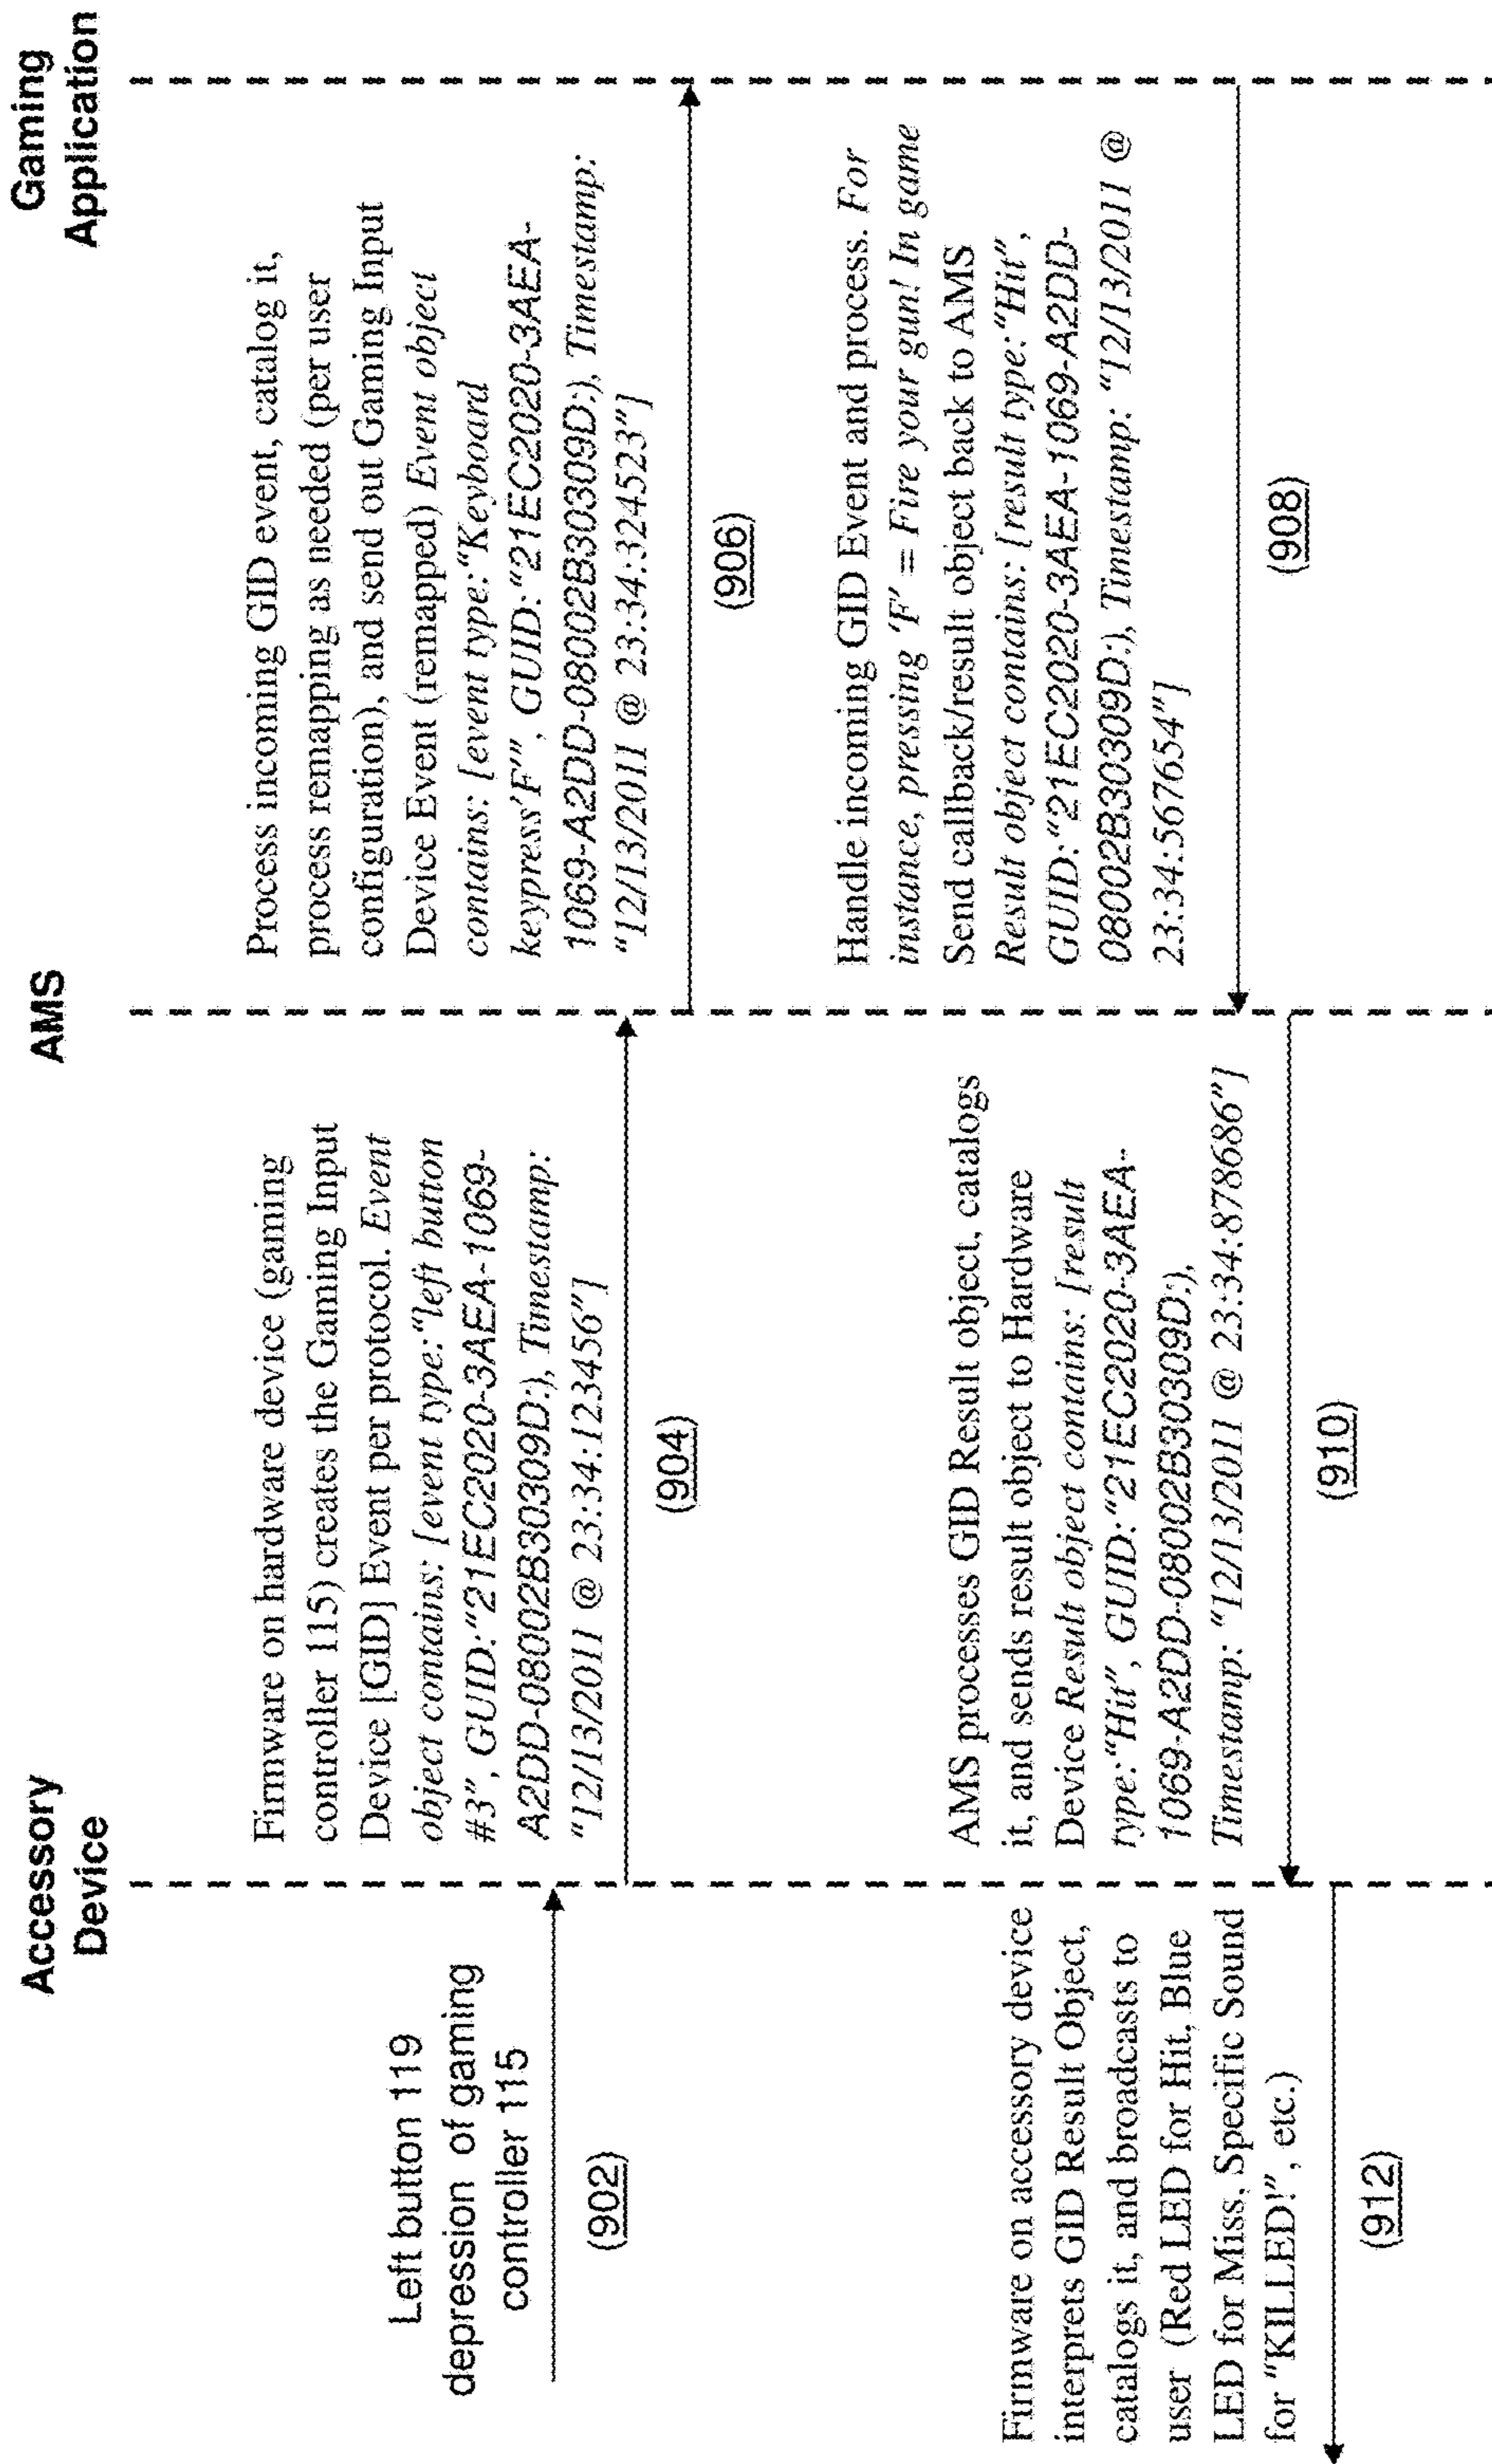 Accessory
Device
AMS
Gaming
Application
Left button 119
depression of gaming
controller 115
(902)
Firmware on hardware device (gaming
controller 115) creates the Gaming Input
Device [GID] Event per protocol. Event
object contains: [event type:"left button
#3", GUID:"21EC2020-3AEA-1069-
A2DD-08002B30309D:), Timestamp:
"12/13/2011 @ 23:34:123456"]
(904)
Process incoming GID event, catalog it,
process remapping as needed (per user
configuration), and send out Gaming Input
Device Event (remapped) Event object
contains: [event type:"Keyboard
keypress'F'", GUID:"21EC2020-3AEA-
1069-A2DD-08002B30309D:), Timestamp:
"12/13/2011 @ 23:34:324523"]
(906)
Handle incoming GID Event and process. For
instance, pressing 'F' = Fire your gun! In game
Send callback/result object back to AMS
Result object contains: [result type:"Hit",
GUID:"21EC2020-3AEA-1069-A2DD-
08002B30309D:), Timestamp: "12/13/2011 @
23:34:567654"]
(908)
AMS processes GID Result object, catalogs
it, and sends result object to Hardware
Device Result object contains: [result
type:"Hit", GUID:"21EC2020-3AEA-
1069-A2DD-08002B30309D:),
Timestamp: "12/13/2011 @ 23:34:878686"]
(910)
Firmware on accessory device
interprets GID Result Object,
catalogs it, and broadcasts to
user (Red LED for Hit, Blue
LED for Miss, Specific Sound
for "KILLED!", etc.)
(912)